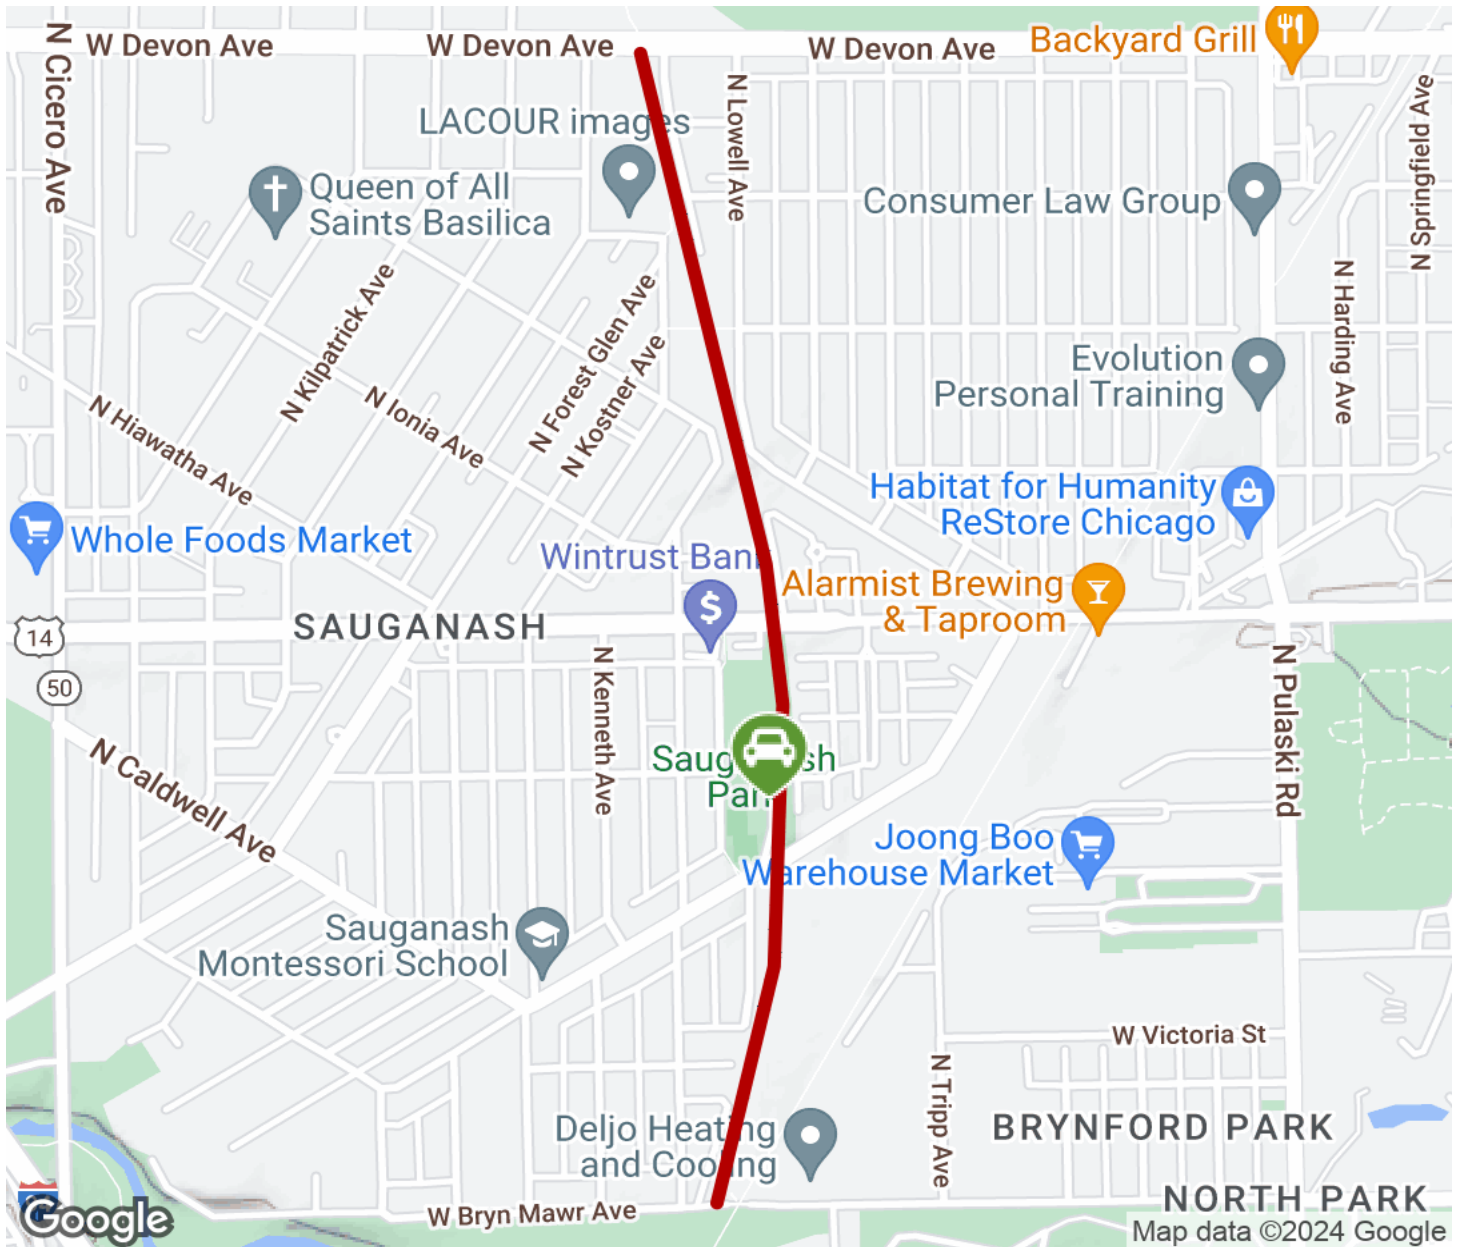 W Devon Ave
W Devon Ave
W Devon Ave
Backyard Grill
N Cicero Ave
N Lowell Ave
N Springfield Ave
LACOUR images
Queen of All
Saints Basilica
Consumer Law Group
N Kilpatrick Ave
N Forest Glen Ave
N Kostner Ave
N Harding Ave
Evolution
Personal Training
N Hiawatha Ave
N Ionia Ave
Habitat for Humanity
ReStore Chicago
Whole Foods Market
Wintrust Bank
$
Alarmist Brewing
& Taproom
SAUGANASH
14
50
N Kenneth Ave
N Pulaski Rd
Sauganash
Park
N Caldwell Ave
Joong Boo
Warehouse Market
Sauganash
Montessori School
W Victoria St
N Tripp Ave
Deljo Heating
and Cooling
BRYNFORD PARK
W Bryn Mawr Ave
NORTH PARK
Google
Map data ©2024 Google